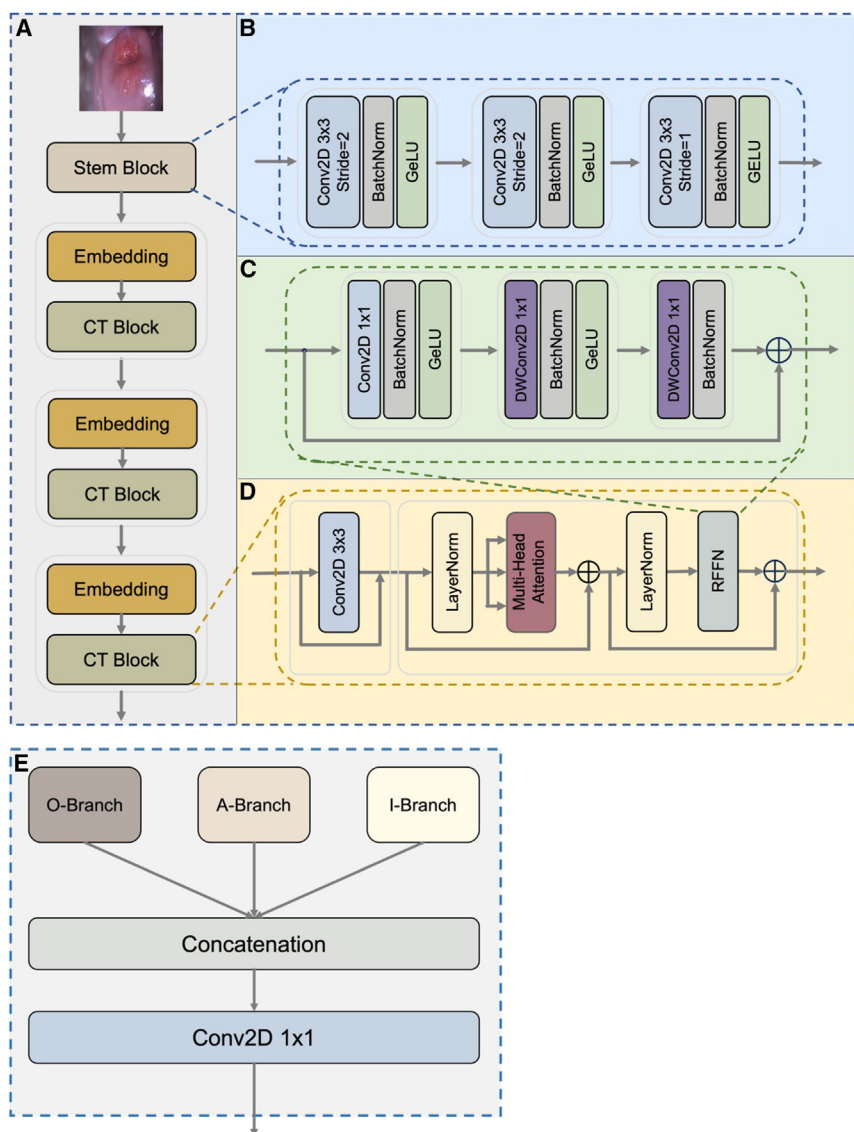 A
Stem Block
Embedding
CT Block
Embedding
CT Block
Embedding
CT Block
B
Conv2D 3x3
Stride=2
BatchNorm
GeLU
Conv2D 3x3
Stride=2
BatchNorm
GeLU
Conv2D 3x3
Stride=1
BatchNorm
GELU
C
Conv2D 1x1
BatchNorm
GeLU
DWConv2D 1x1
BatchNorm
GeLU
DWConv2D 1x1
BatchNorm
D
Conv2D 3x3
LayerNorm
Multi-Head
Attention
LayerNorm
RFFN
E
O-Branch
A-Branch
I-Branch
Concatenation
Conv2D 1x1